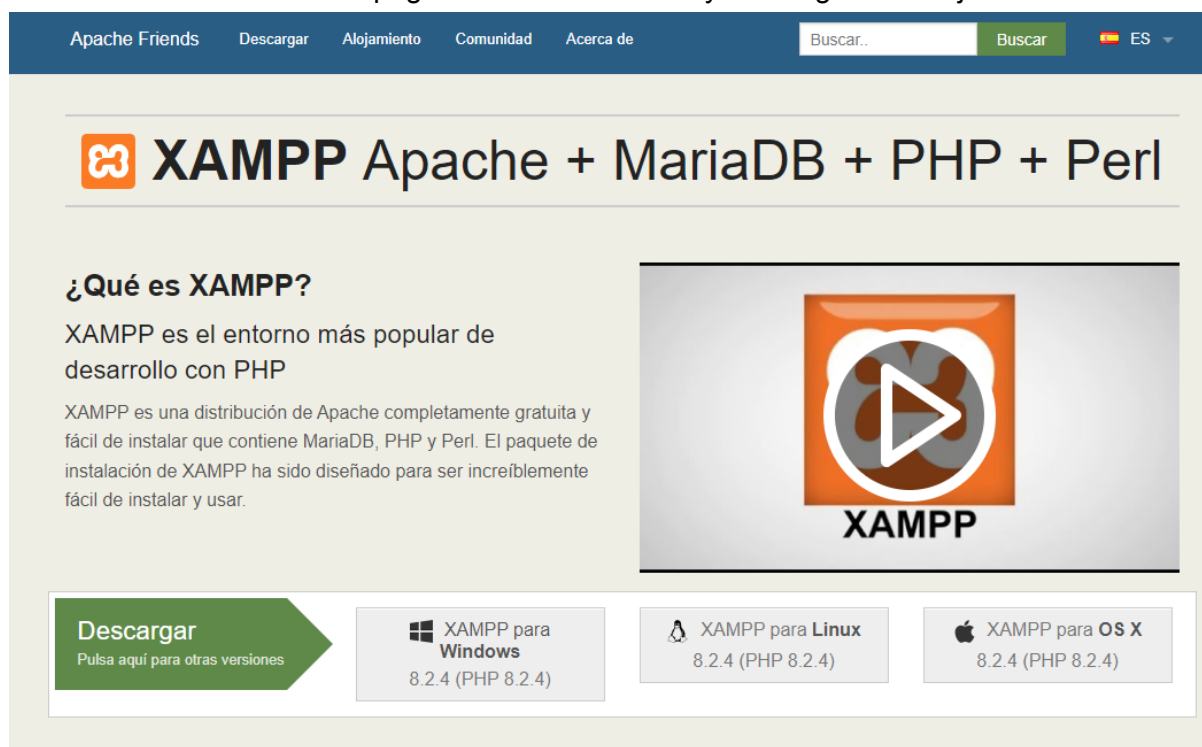 Apache Friends Descargar Alojamiento Comunidad Acerca de Buscar.. Buscar ES
XAMPP Apache + MariaDB + PHP + Perl
¿Qué es XAMPP?
XAMPP es el entorno más popular de
desarrollo con PHP
XAMPP es una distribución de Apache completamente gratuita y
fácil de instalar que contiene MariaDB, PHP y Perl. El paquete de
instalación de XAMPP ha sido diseñado para ser increíblemente
fácil de instalar y usar.
XAMPP
Descargar
Pulsa aquí para otras versiones
XAMPP para
Windows
8.2.4 (PHP 8.2.4)
XAMPP para Linux
8.2.4 (PHP 8.2.4)
XAMPP para OS X
8.2.4 (PHP 8.2.4)